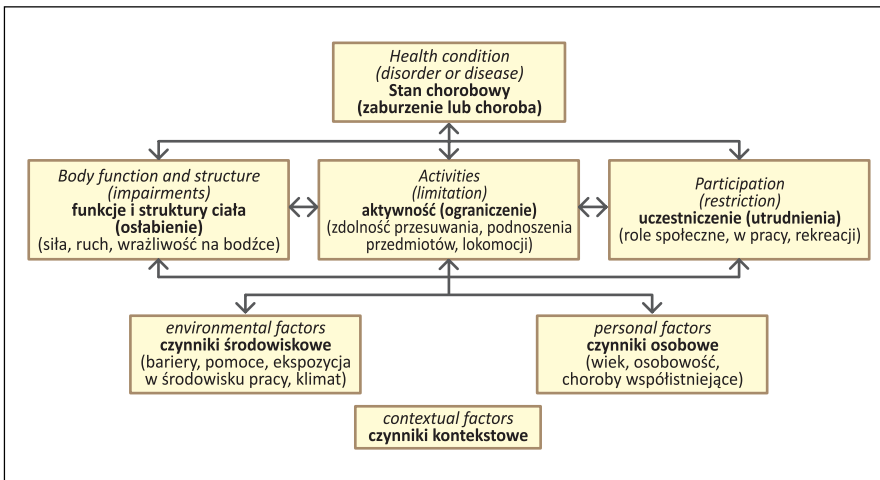 Health condition
(disorder or disease)
Stan chorobowy
(zaburzenie lub choroba)
Body function and structure
(impairments)
funkcje i struktury ciała
(osłabienie)
(siła, ruch, wrażliwość na bodźce)
Activities
(limitation)
aktywność (ograniczenie)
(zdolność przesuwania, podnoszenia
przedmiotów, lokomocji)
Participation
(restriction)
uczestniczenie (utrudnienia)
(role społeczne, w pracy, rekreacji)
environmental factors
czynniki środowiskowe
(bariery, pomoce, ekspozycja
w środowisku pracy, klimat)
personal factors
czynniki osobowe
(wiek, osobowość,
choroby współistniejące)
contextual factors
czynniki kontekstowe